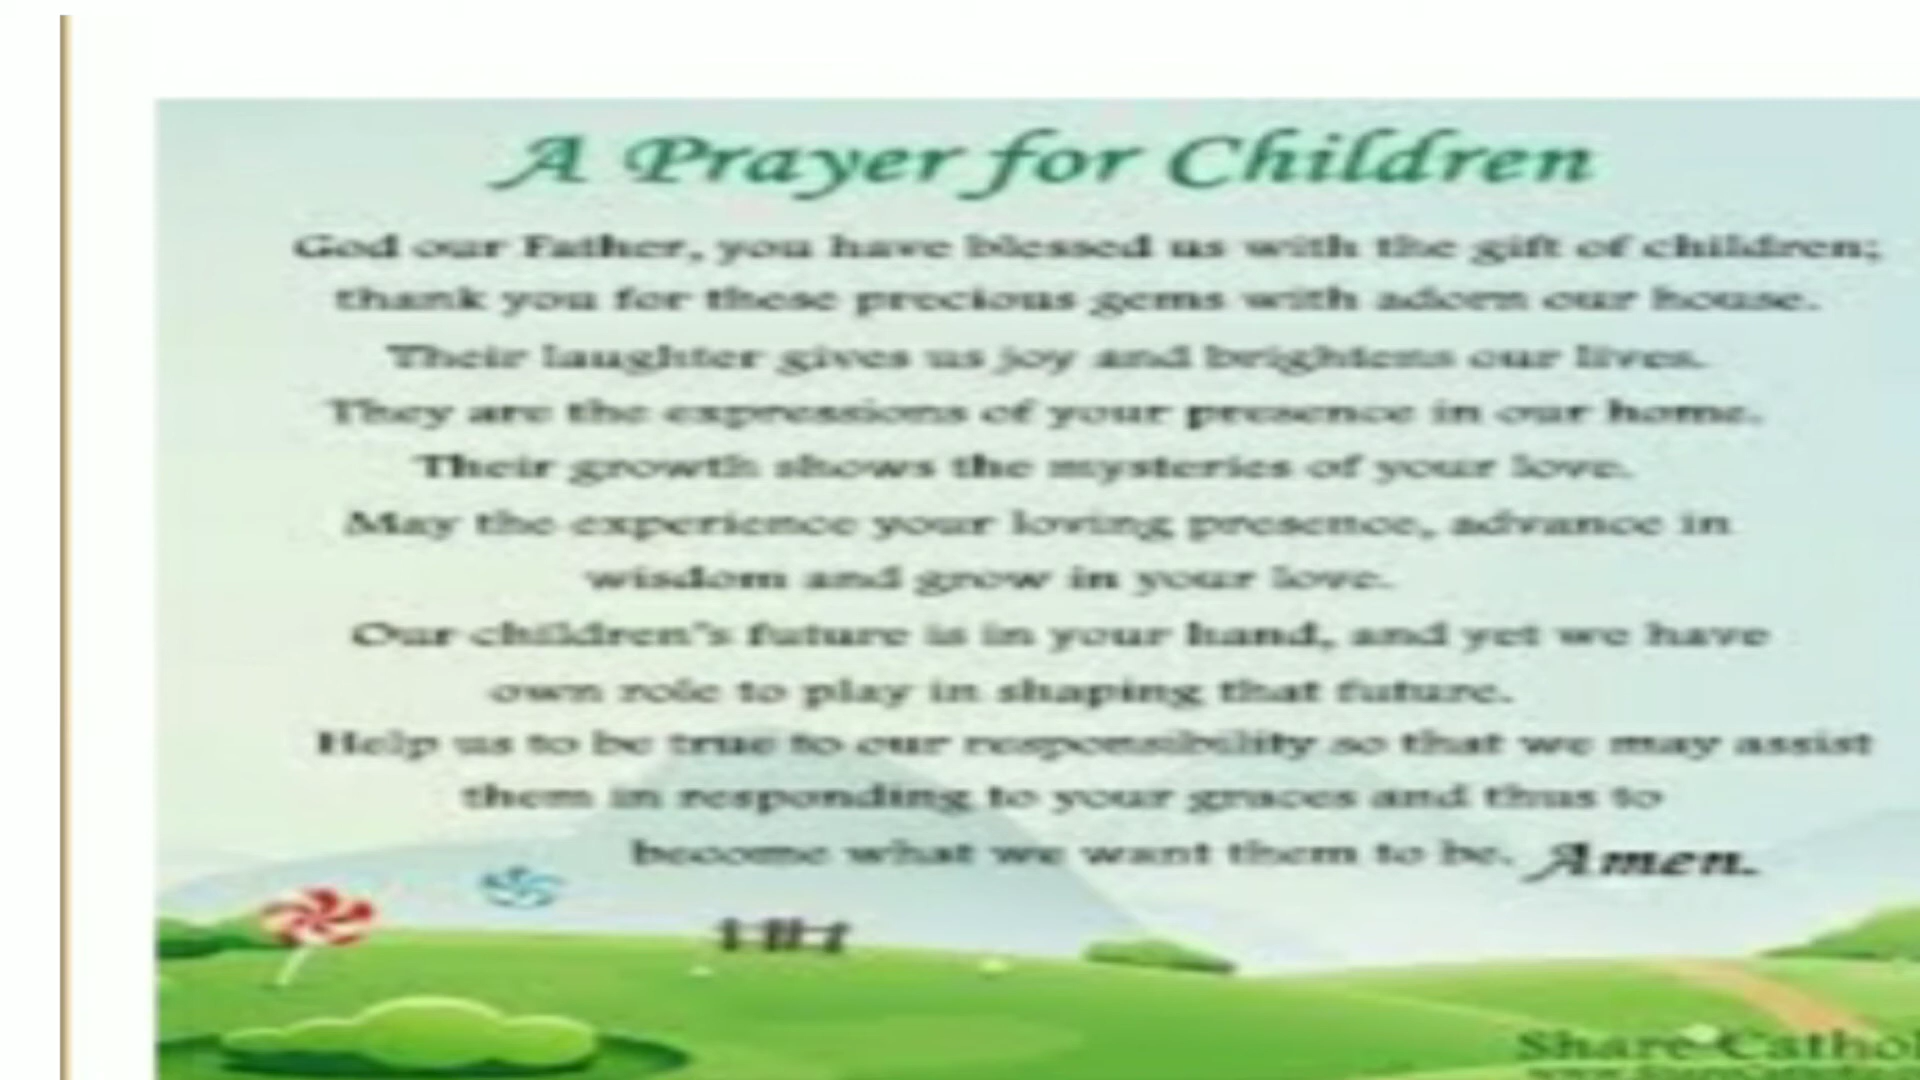 A Prayer for Children
God our Father, you have blessed us with the gift of children;
thank you for these precious gems with adorn our house.
Their laughter gives us joy and brightens our lives.
They are the expressions of your presence in our home.
Their growth shows the mysteries of your love.
May the experience your loving presence, advance in
wisdom and grow in your love.
Our children's future is in your hand, and yet we have
own role to play in shaping that future.
Help us to be true to our responsibility so that we may assist
them in responding to your graces and thus to
become what we want them to be. Amen.
Share Cathol